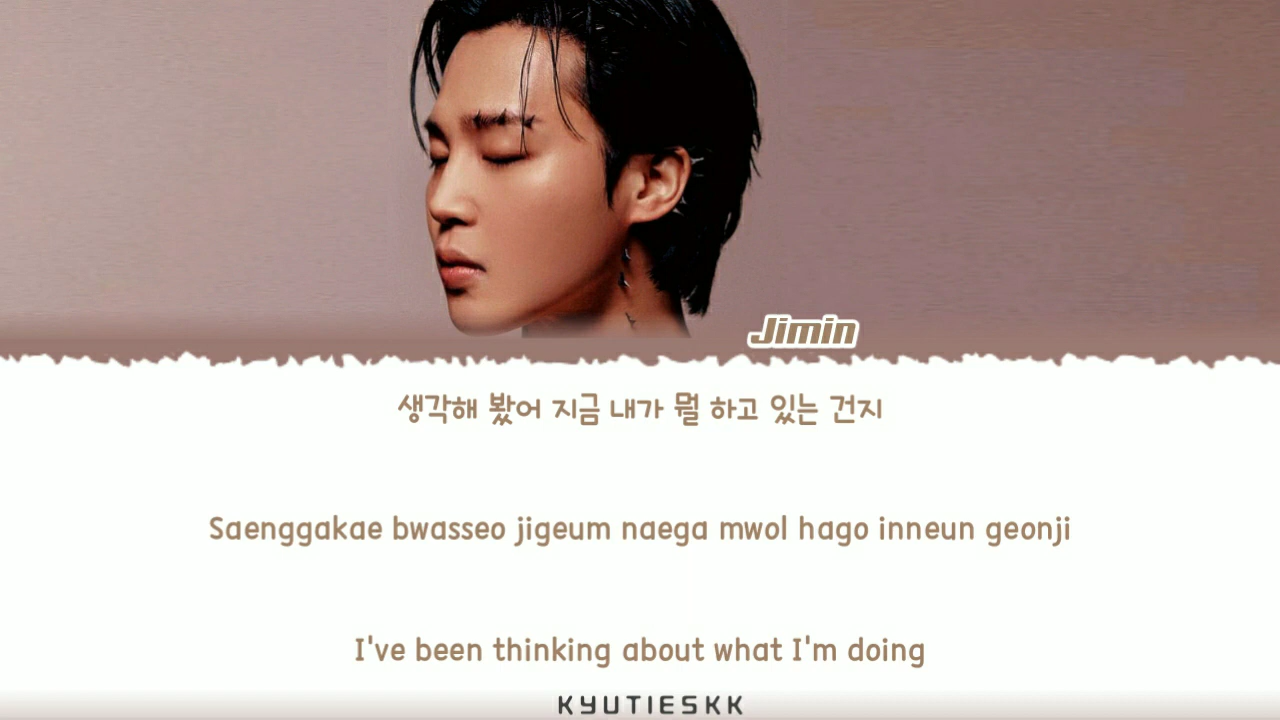 Jimin
생각해 봤어 지금 내가 뭘 하고 있는 건지
Saenggakae bwasseo jigeum naega mwol hago inneun geonji
I've been thinking about what I'm doing
KYUTIESKK